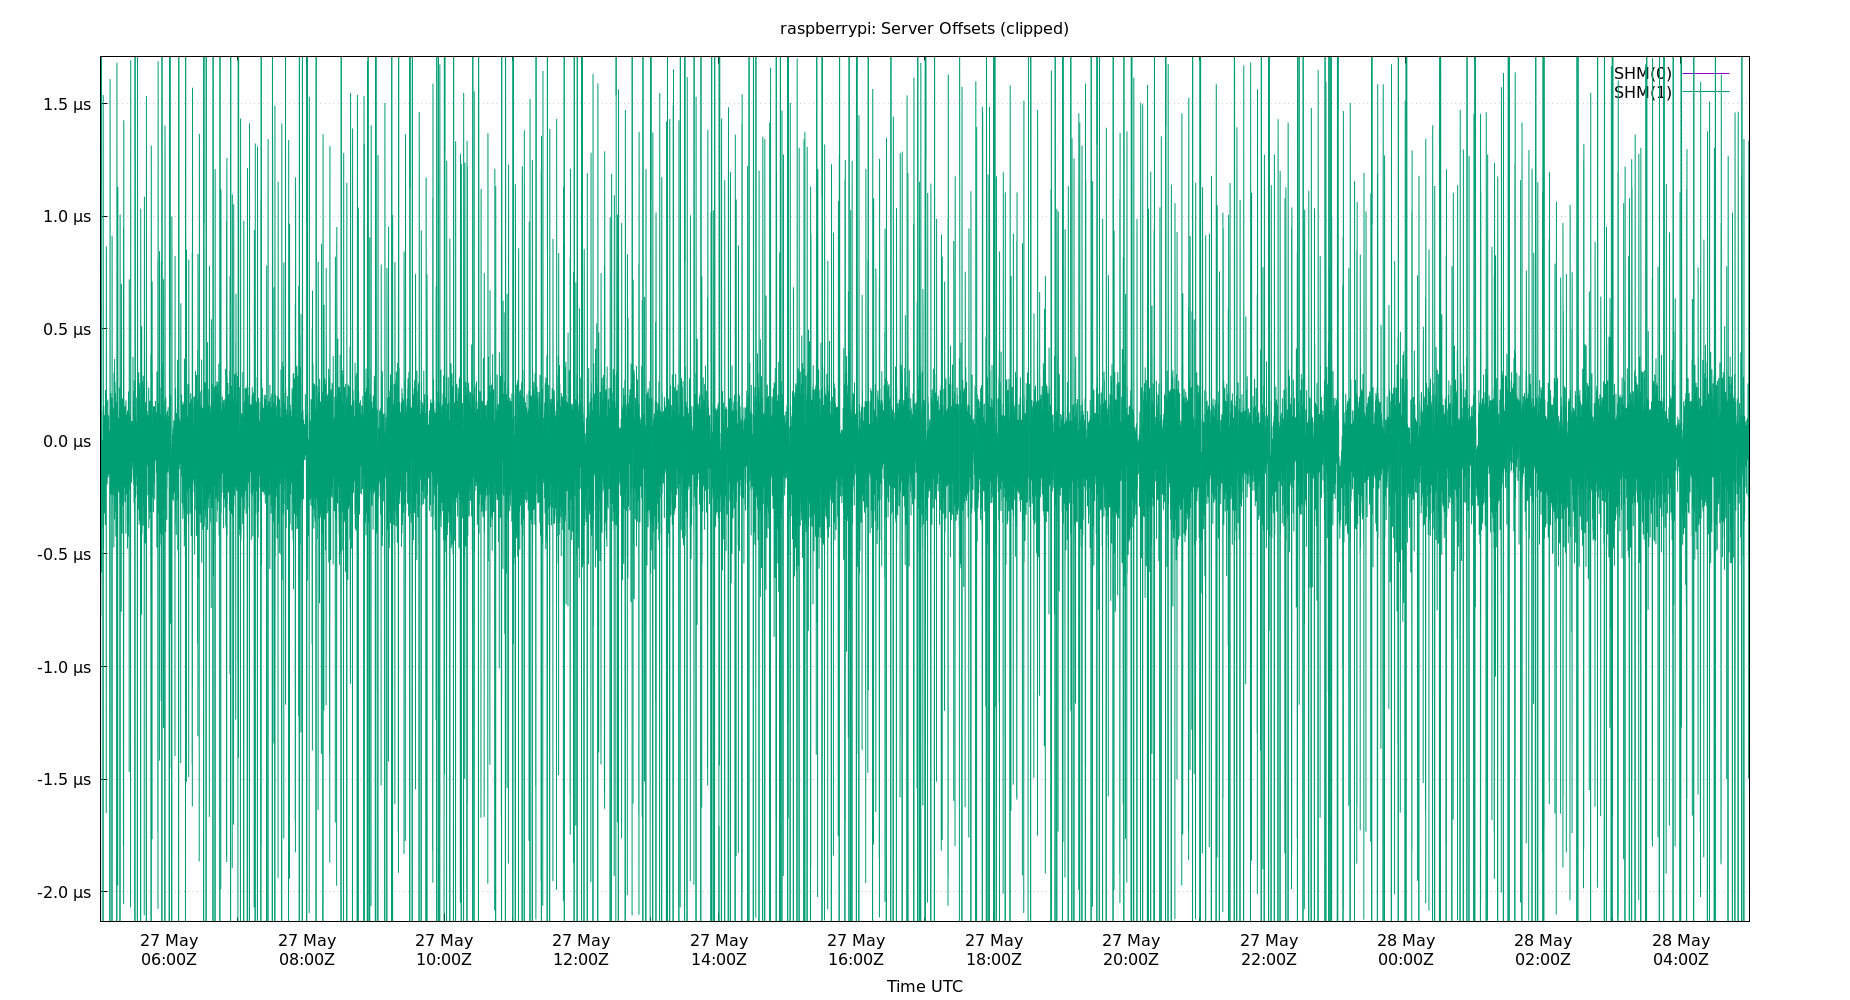 raspberrypi: Server Offsets (clipped)
SHM(0)
SHM(1)
1.5 µs
1.0 µs
0.5 µs
0.0 µs
-0.5 µs
-1.0 µs
-1.5 µs
-2.0 µs
27 May 27 May 27 May 27 May 27 May 27 May 27 May 27 May 27 May 28 May 28 May 28 May
06:00Z 08:00Z 10:00Z 12:00Z 14:00Z 16:00Z 18:00Z 20:00Z 22:00Z 00:00Z 02:00Z 04:00Z
Time UTC